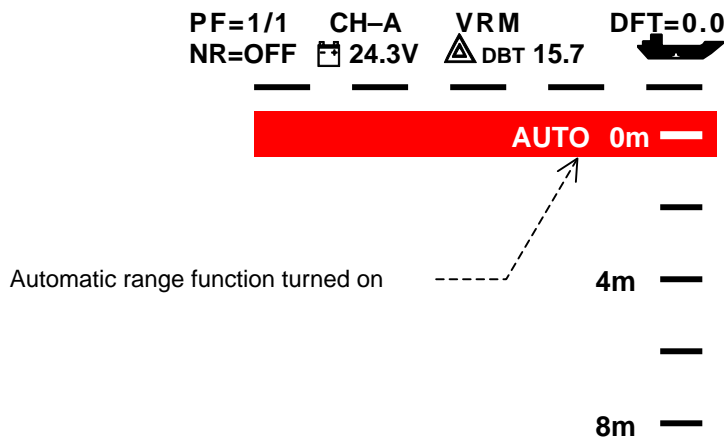 PF=1/1 CH–A VRM DFT=0.0
NR=OFF 24.3V DBT 15.7
AUTO 0m
Automatic range function turned on
4m
8m